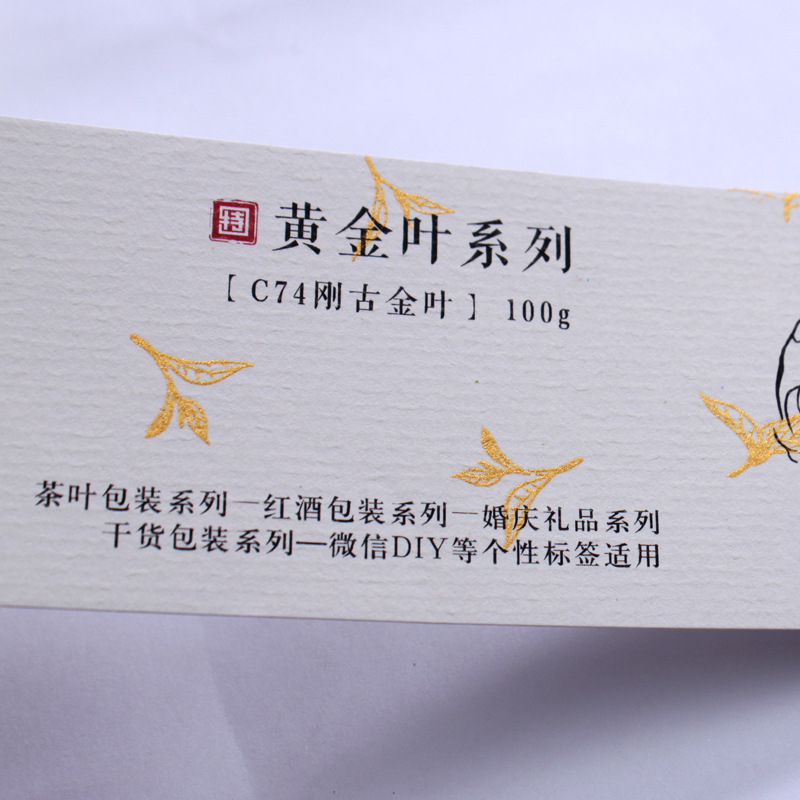 特 黄金叶系列
[C74刚古金叶] 100g
茶叶包装系列—红酒包装系列—婚庆礼品系列
干货包装系列—微信DIY等个性标签适用